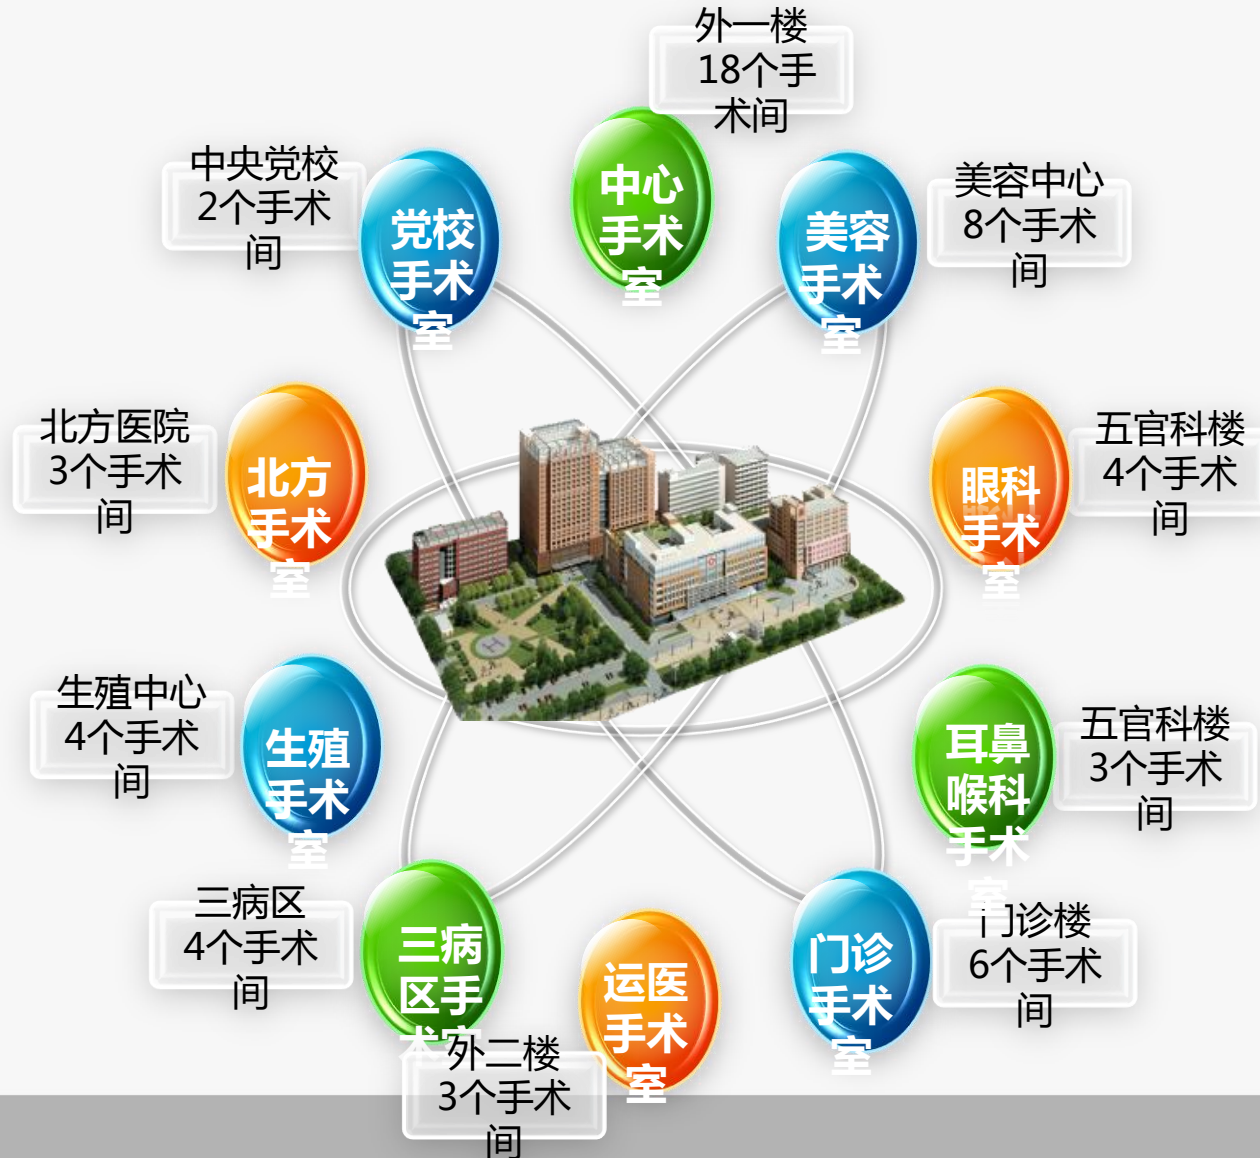 外一楼
18个手
术间
中心
手术
室
中央党校
2个手术
间
党校
手术
室
美容
手术
室
美容中心
8个手术
间
北方医院
3个手术
间
北方
手术
室
眼科
手术
室
五官科楼
4个手术
间
生殖中心
4个手术
间
生殖
手术
室
耳鼻
喉科
手术
室
五官科楼
3个手术
间
三病区
4个手术
间
三病
区手
术室
外二楼
3个手术
间
运医
手术
室
门诊
手术
室
门诊楼
6个手术
间